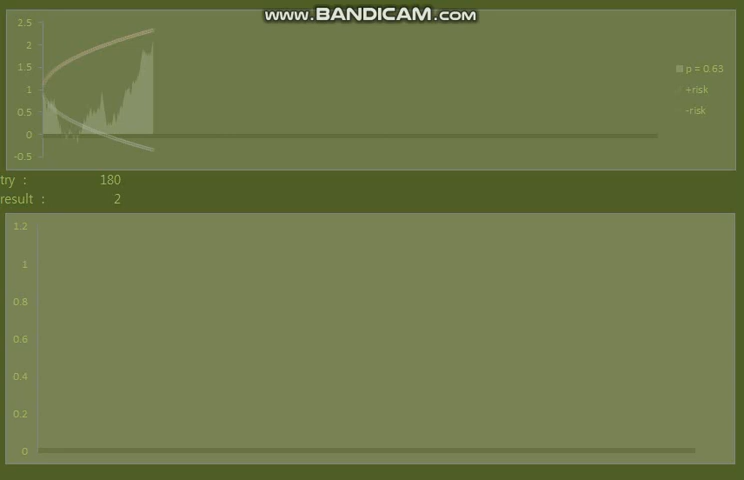 www.BANDICAM.com
2.5
2
1.5
1
0.5
0
-0.5
p = 0.63
+risk
-risk
try : 180
result : 2
1.2
1
0.8
0.6
0.4
0.2
0